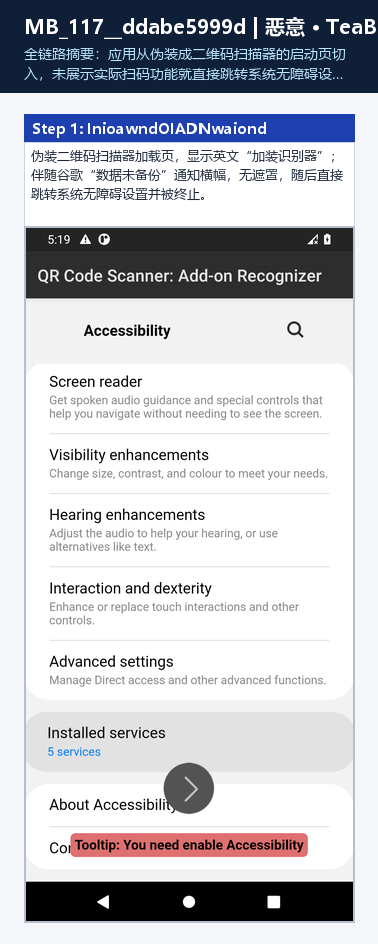 MB_117__ddabe5999d | 恶意 • TeaB
全链路摘要：应用从伪装成二维码扫描器的启动页切
入，未展示实际扫码功能就直接跳转系统无障碍设...
Step 1: InioawndOIADNwaiond
伪装二维码扫描器加载页，显示英文“加装识别器”；
伴随谷歌“数据未备份”通知横幅，无遮罩，随后直接
跳转系统无障碍设置并被终止。
5:19
QR Code Scanner: Add-on Recognizer
Accessibility
Screen reader
Get spoken audio guidance and special controls that
help you navigate without needing to see the screen.
Visibility enhancements
Change size, contrast, and colour to meet your needs.
Hearing enhancements
Adjust the audio to help your hearing, or use
alternatives like text.
Interaction and dexterity
Enhance or replace touch interactions and other
controls.
Advanced settings
Manage Direct access and other advanced functions.
Installed services
5 services
About Accessibility
Tooltip: You need enable Accessibility